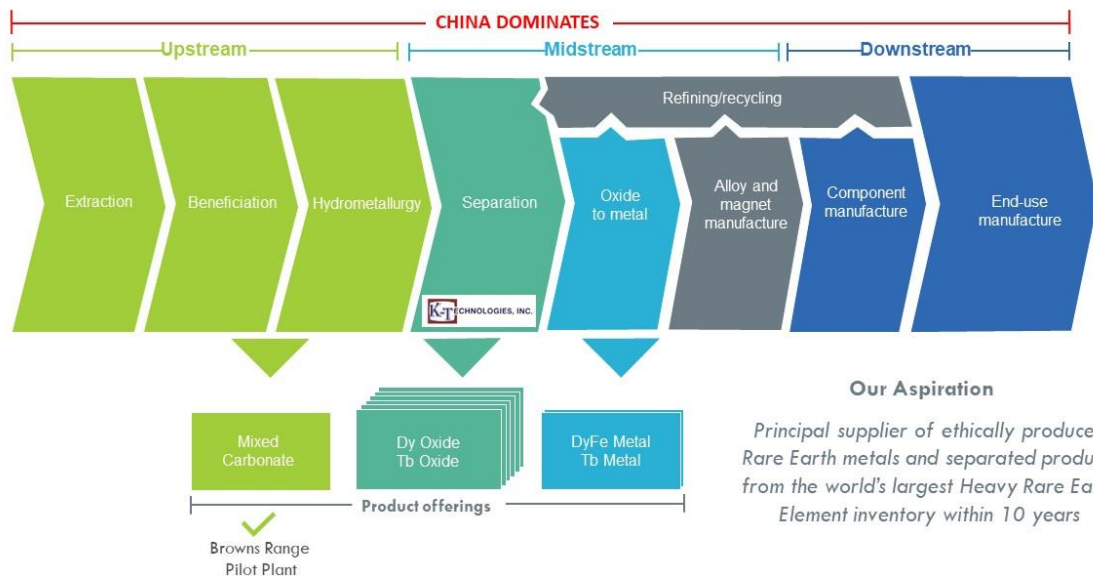 CHINA DOMINATES
Upstream
Midstream
Downstream
Refining/recycling
Extraction
Beneficiation
Hydrometallurgy
Separation
Oxide
to metal
Alloy and
magnet
manufacture
Component
manufacture
End-use
manufacture
K-TECHNOLOGIES, INC.
Mixed
Carbonate
Dy Oxide
Tb Oxide
DyFe Metal
Tb Metal
Product offerings
Browns Range
Pilot Plant
Our Aspiration
Principal supplier of ethically produce
Rare Earth metals and separated produ
from the world's largest Heavy Rare Ea
Element inventory within 10 years